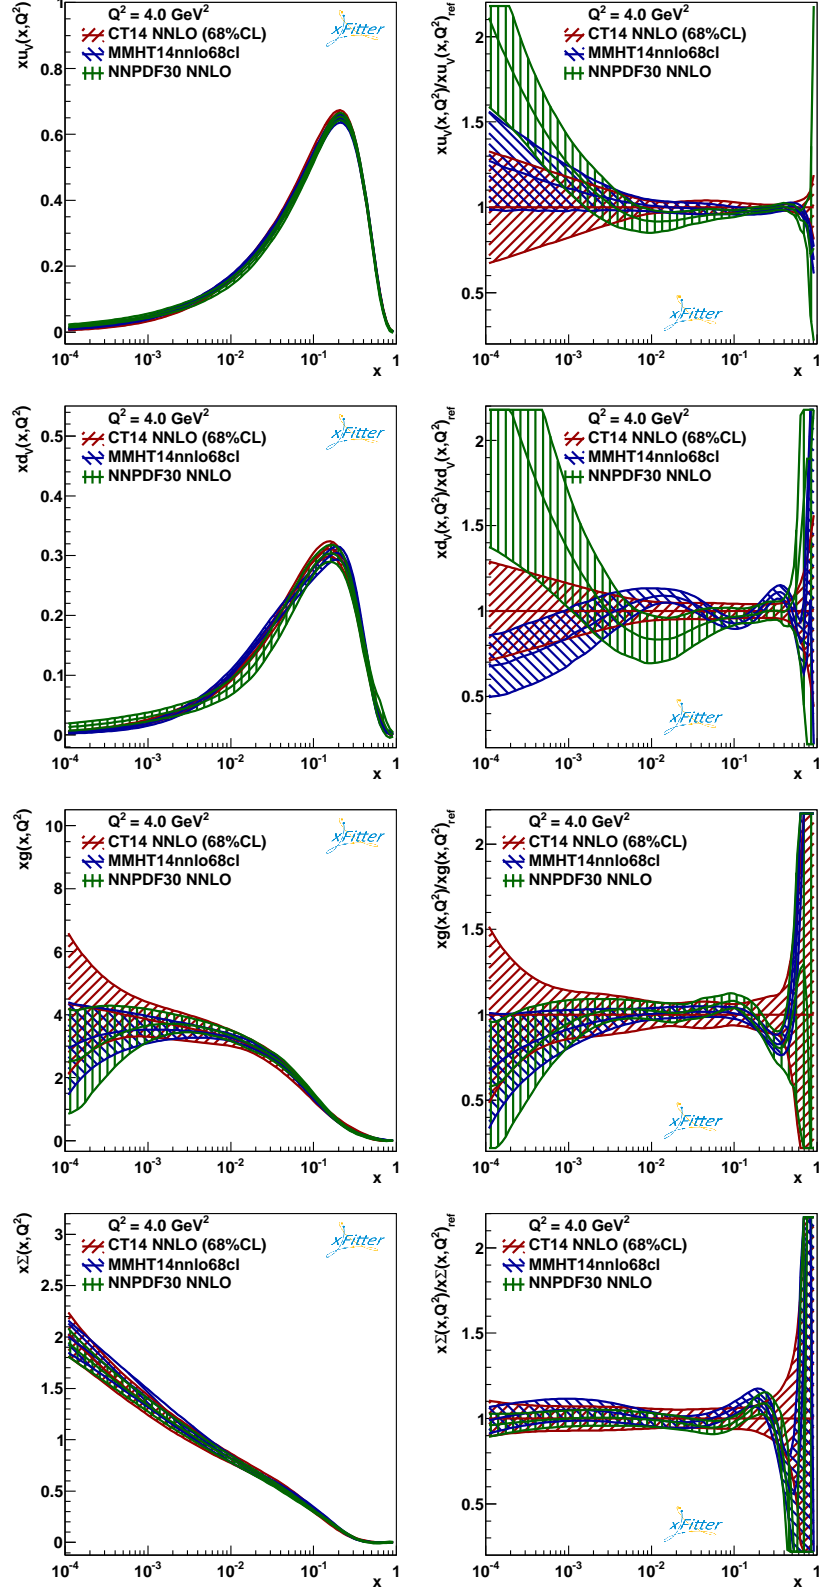 xu_V(x,Q²)
Q² = 4.0 GeV²
CT14 NNLO (68%CL)
MMHT14nnlo68cl
NNPDF30 NNLO
xFitter
1
0.8
0.6
0.4
0.2
0
10⁻⁴ 10⁻³ 10⁻² 10⁻¹ 1
x
xu_V(x,Q²)/xu_V(x,Q²)_ref
Q² = 4.0 GeV²
CT14 NNLO (68%CL)
MMHT14nnlo68cl
NNPDF30 NNLO
2
1.5
1
0.5
xFitter
10⁻⁴ 10⁻³ 10⁻² 10⁻¹ 1
x
xd_V(x,Q²)
Q² = 4.0 GeV²
CT14 NNLO (68%CL)
MMHT14nnlo68cl
NNPDF30 NNLO
xFitter
0.5
0.4
0.3
0.2
0.1
0
10⁻⁴ 10⁻³ 10⁻² 10⁻¹ 1
x
xd_V(x,Q²)/xd_V(x,Q²)_ref
Q² = 4.0 GeV²
CT14 NNLO (68%CL)
MMHT14nnlo68cl
NNPDF30 NNLO
2
1.5
1
0.5
xFitter
10⁻⁴ 10⁻³ 10⁻² 10⁻¹ 1
x
xg(x,Q²)
Q² = 4.0 GeV²
CT14 NNLO (68%CL)
MMHT14nnlo68cl
NNPDF30 NNLO
xFitter
10
8
6
4
2
0
10⁻⁴ 10⁻³ 10⁻² 10⁻¹ 1
x
xg(x,Q²)/xg(x,Q²)_ref
Q² = 4.0 GeV²
CT14 NNLO (68%CL)
MMHT14nnlo68cl
NNPDF30 NNLO
2
1.5
1
0.5
xFitter
10⁻⁴ 10⁻³ 10⁻² 10⁻¹ 1
x
xΣ(x,Q²)
Q² = 4.0 GeV²
CT14 NNLO (68%CL)
MMHT14nnlo68cl
NNPDF30 NNLO
xFitter
3
2.5
2
1.5
1
0.5
0
10⁻⁴ 10⁻³ 10⁻² 10⁻¹ 1
x
xΣ(x,Q²)/xΣ(x,Q²)_ref
Q² = 4.0 GeV²
CT14 NNLO (68%CL)
MMHT14nnlo68cl
NNPDF30 NNLO
2
1.5
1
0.5
xFitter
10⁻⁴ 10⁻³ 10⁻² 10⁻¹ 1
x